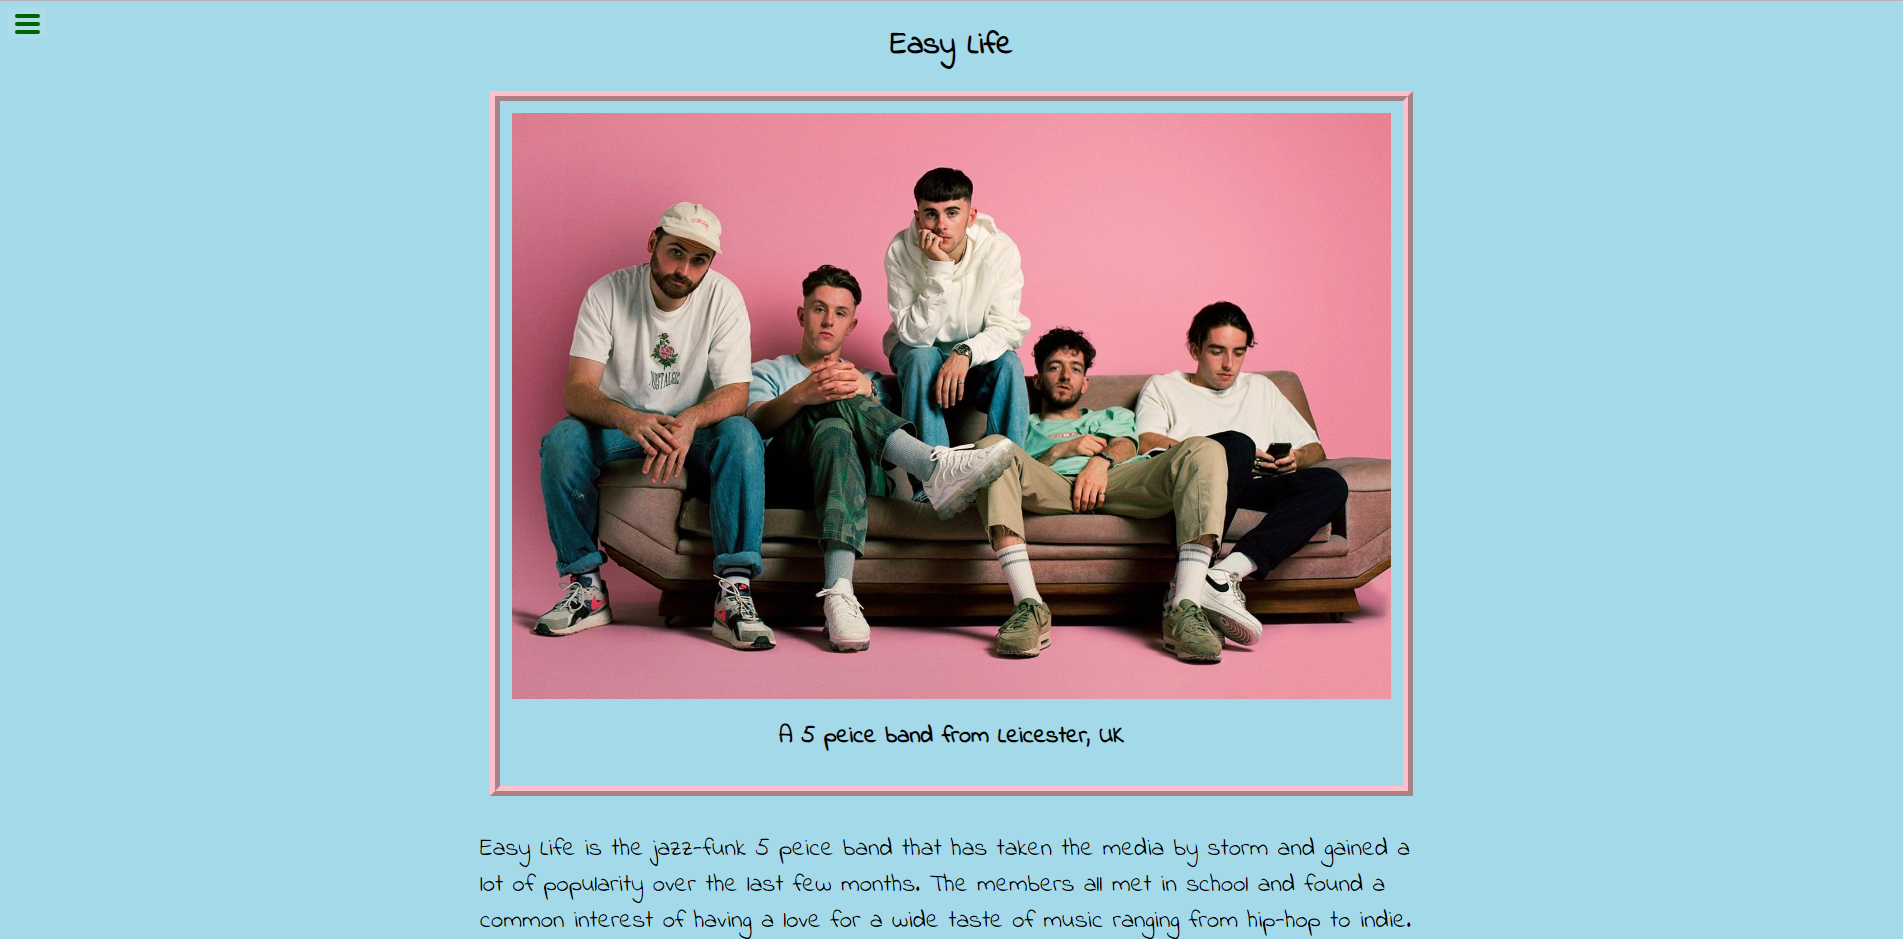 Easy Life
NOSTALGIC
A 5 peice band from Leicester, UK
Easy Life is the jazz-funk 5 peice band that has taken the media by storm and gained a
lot of popularity over the last few months. The members all met in school and found a
common interest of having a love for a wide taste of music ranging from hip-hop to indie.